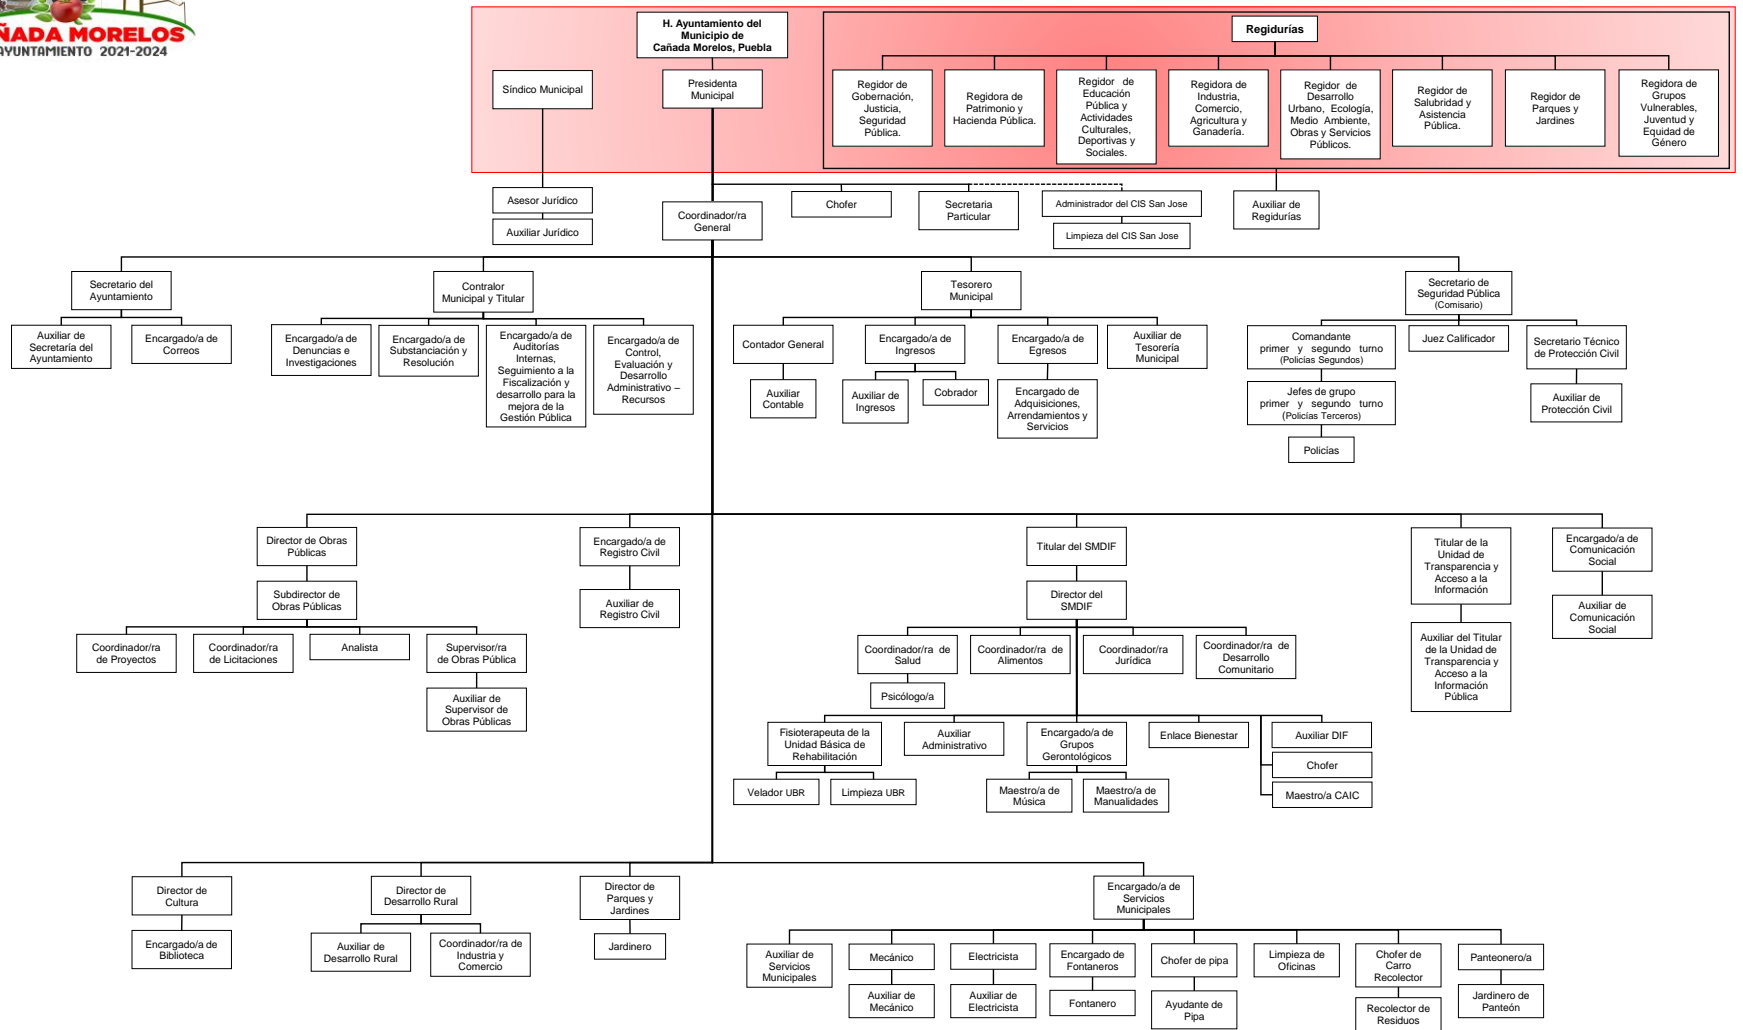 ÑADA MORELOS
AYUNTAMIENTO 2021-2024
H. Ayuntamiento del
Municipio de
Cañada Morelos, Puebla
Regidurías
Síndico Municipal
Presidenta
Municipal
Regidor de
Gobernación,
Justicia,
Seguridad
Pública.
Regidora de
Patrimonio y
Hacienda Pública.
Regidor de
Educación
Pública y
Actividades
Culturales,
Deportivas y
Sociales.
Regidora de
Industria,
Comercio,
Agricultura y
Ganadería.
Regidor de
Desarrollo
Urbano, Ecología,
Medio Ambiente,
Obras y Servicios
Públicos.
Regidor de
Salubridad y
Asistencia
Pública.
Regidor de
Parques y
Jardines
Regidora de
Grupos
Vulnerables,
Juventud y
Equidad de
Género
Asesor Jurídico
Auxiliar Jurídico
Coordinador/ra
General
Chofer
Secretaria
Particular
Administrador del CIS San Jose
Limpieza del CIS San Jose
Auxiliar de
Regidurías
Secretario del
Ayuntamiento
Contralor
Municipal y Titular
Tesorero
Municipal
Secretario de
Seguridad Pública
(Comisario)
Auxiliar de
Secretaría del
Ayuntamiento
Encargado/a de
Correos
Encargado/a de
Denuncias e
Investigaciones
Encargado/a de
Substanciación y
Resolución
Encargado/a de
Auditorías
Internas,
Seguimiento a la
Fiscalización y
desarrollo para la
mejora de la
Gestión Pública
Encargado/a de
Control,
Evaluación y
Desarrollo
Administrativo –
Recursos
Contador General
Auxiliar
Contable
Encargado/a de
Ingresos
Auxiliar de
Ingresos
Cobrador
Encargado/a de
Egresos
Encargado de
Adquisiciones,
Arrendamientos y
Servicios
Auxiliar de
Tesorería
Municipal
Comandante
primer y segundo turno
(Policías Segundos)
Jefes de grupo
primer y segundo turno
(Policías Terceros)
Policías
Juez Calificador
Secretario Técnico
de Protección Civil
Auxiliar de
Protección Civil
Director de Obras
Públicas
Subdirector de
Obras Públicas
Coordinador/ra
de Proyectos
Coordinador/ra
de Licitaciones
Analista
Supervisor/ra
de Obras Pública
Auxiliar de
Supervisor de
Obras Públicas
Encargado/a de
Registro Civil
Auxiliar de
Registro Civil
Titular del SMDIF
Director del
SMDIF
Coordinador/ra de
Salud
Psicólogo/a
Coordinador/ra de
Alimentos
Coordinador/ra
Jurídica
Coordinador/ra de
Desarrollo
Comunitario
Fisioterapeuta de la
Unidad Básica de
Rehabilitación
Velador UBR
Limpieza UBR
Auxiliar
Administrativo
Encargado/a de
Grupos
Gerontológicos
Maestro/a de
Música
Maestro/a de
Manualidades
Enlace Bienestar
Auxiliar DIF
Chofer
Maestro/a CAIC
Titular de la
Unidad de
Transparencia y
Acceso a la
Información
Auxiliar del Titular
de la Unidad de
Transparencia y
Acceso a la
Información
Pública
Encargado/a de
Comunicación
Social
Auxiliar de
Comunicación
Social
Director de
Cultura
Encargado/a de
Biblioteca
Director de
Desarrollo Rural
Auxiliar de
Desarrollo Rural
Coordinador/ra de
Industria y
Comercio
Director de
Parques y
Jardines
Jardinero
Encargado/a de
Servicios
Municipales
Auxiliar de
Servicios
Municipales
Mecánico
Auxiliar de
Mecánico
Electricista
Auxiliar de
Electricista
Encargado de
Fontaneros
Fontanero
Chofer de pipa
Ayudante de
Pipa
Limpieza de
Oficinas
Chofer de
Carro
Recolector
Recolector de
Residuos
Panteonero/a
Jardinero de
Panteón